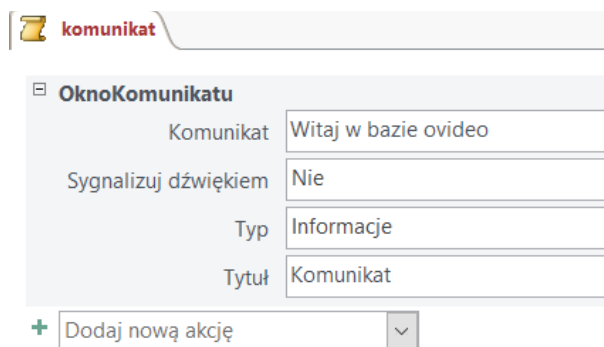 komunikat
OknoKomunikatu
Komunikat Witaj w bazie ovideo
Sygnalizuj dźwiękiem Nie
Typ Informacje
Tytuł Komunikat
Dodaj nową akcję